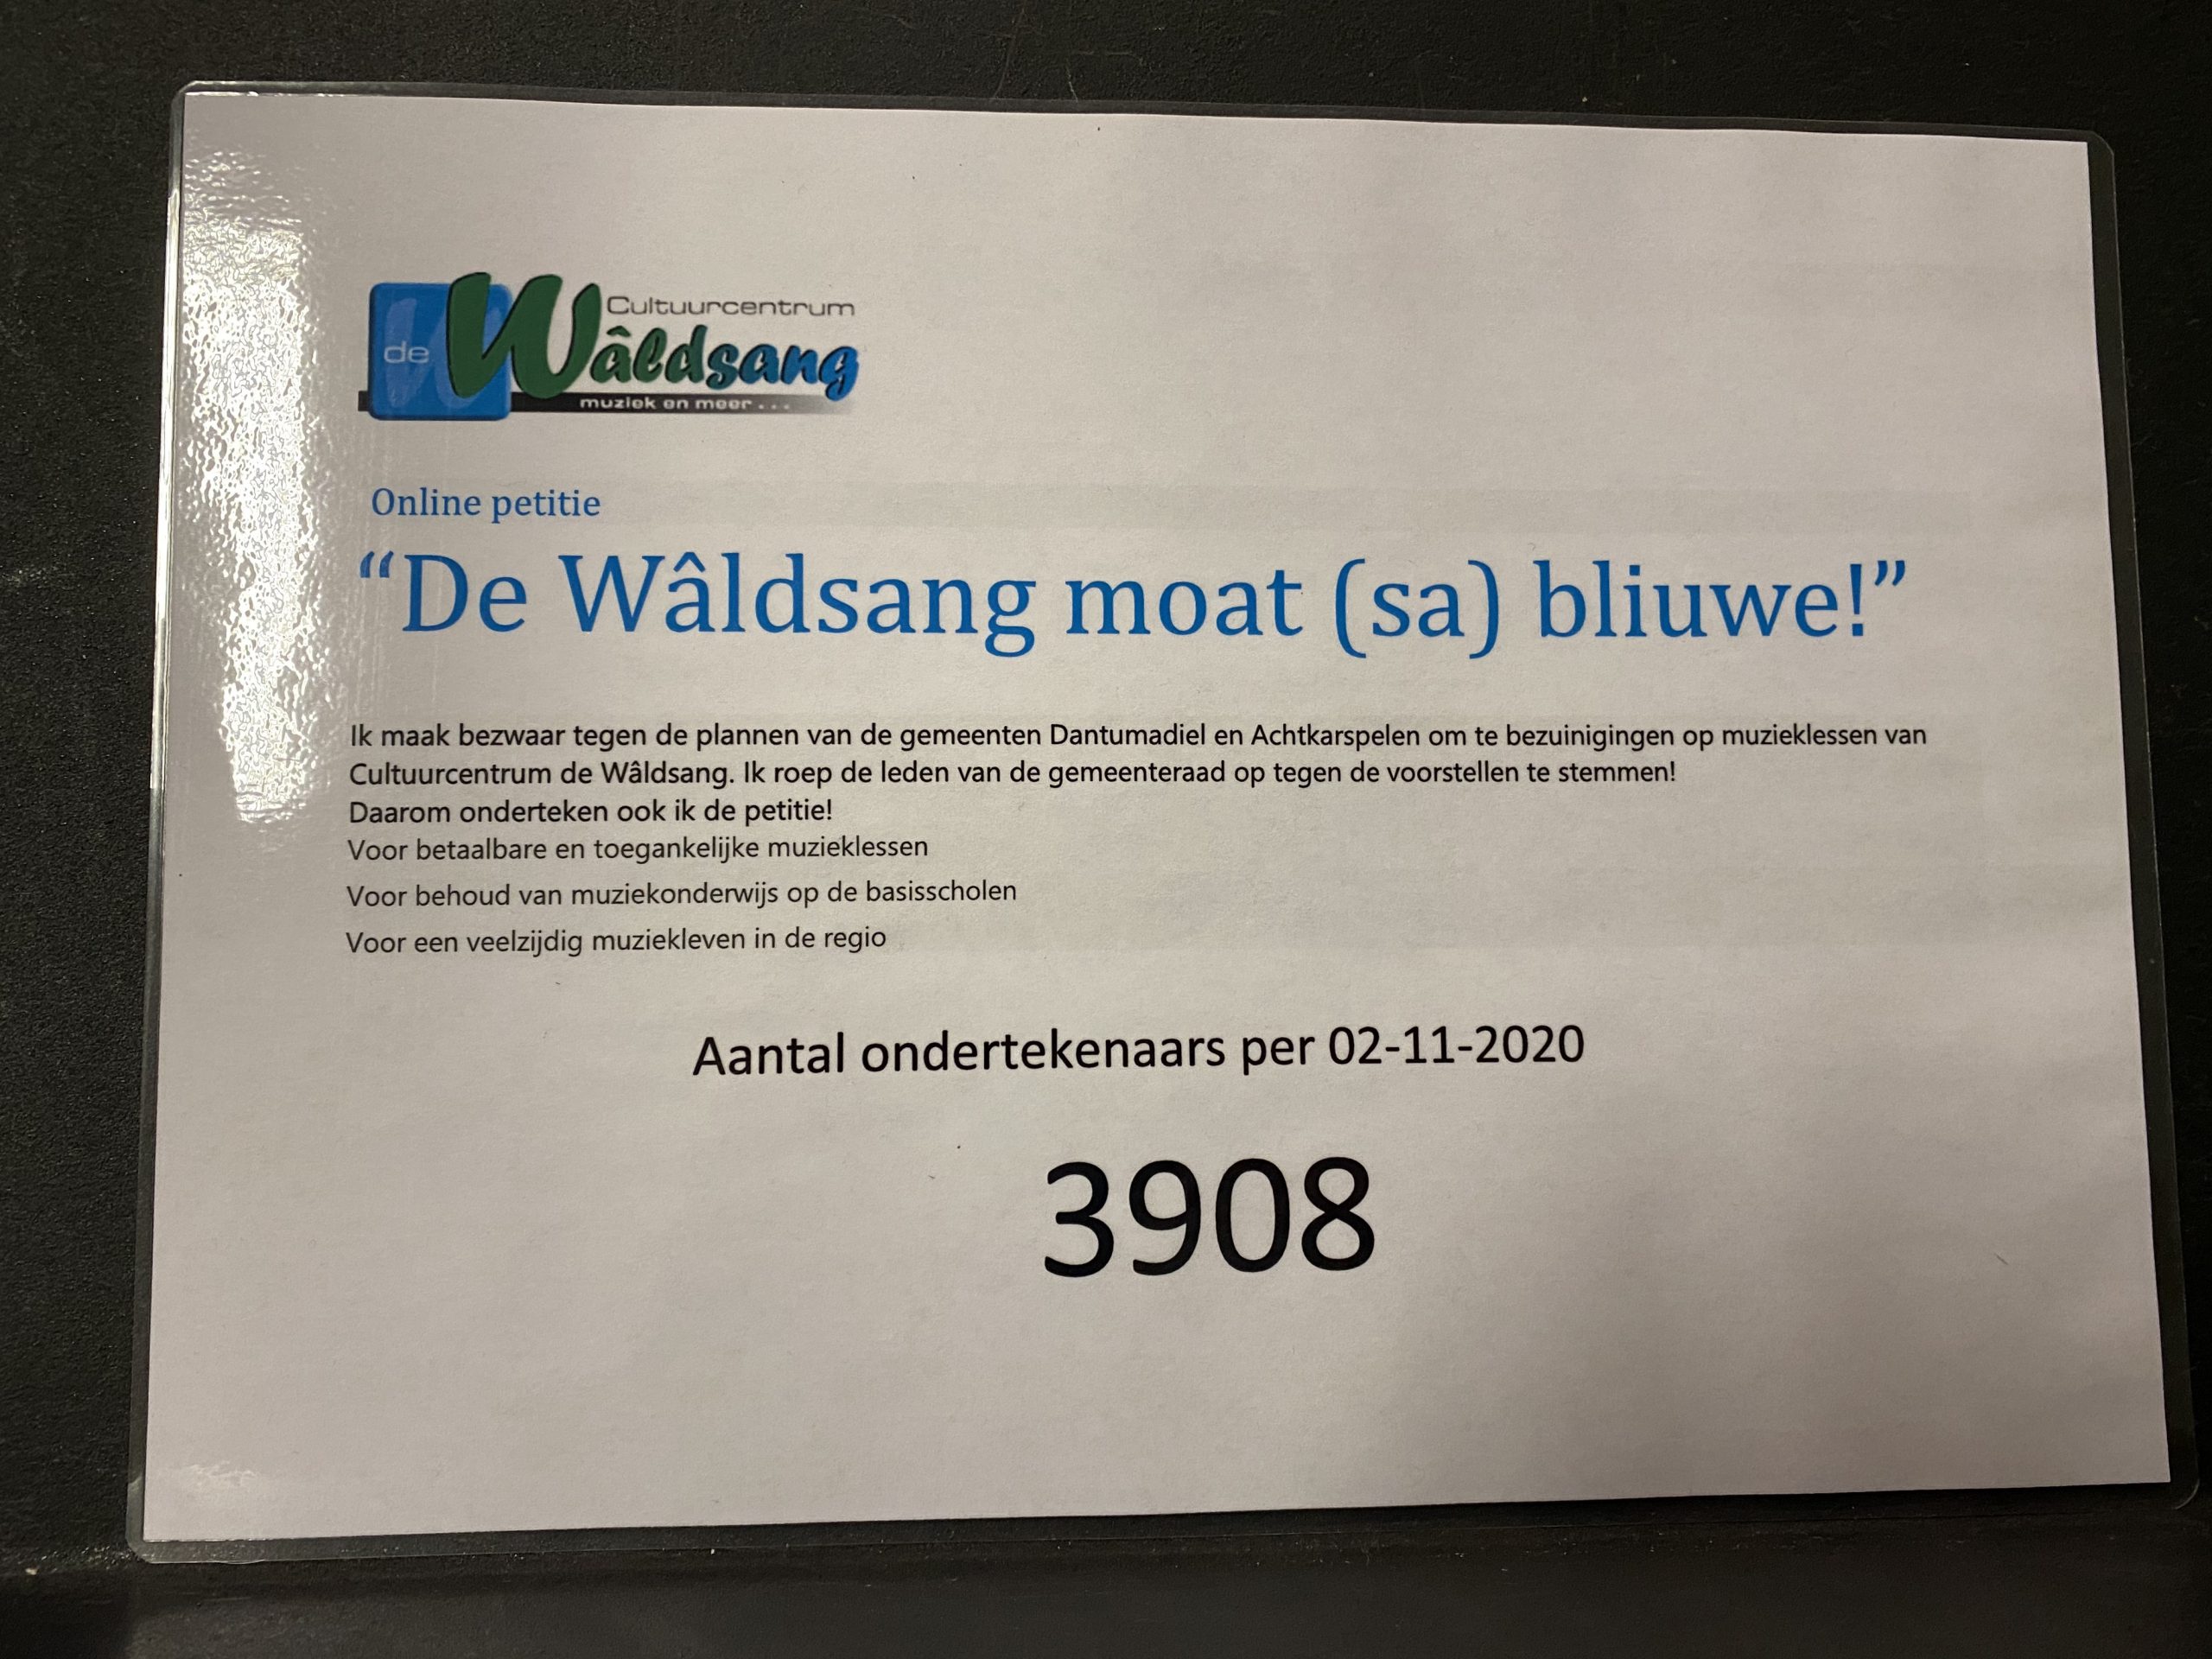 de
Cultuurcentrum
Wâldsang
muziek en meer . . .
Online petitie
“De Wâldsang moat (sa) bliuwe!”
Ik maak bezwaar tegen de plannen van de gemeenten Dantumadiel en Achtkarspelen om te bezuinigingen op muzieklessen van
Cultuurcentrum de Wâldsang. Ik roep de leden van de gemeenteraad op tegen de voorstellen te stemmen!
Daarom onderteken ook ik de petitie!
Voor betaalbare en toegankelijke muzieklessen
Voor behoud van muziekonderwijs op de basisscholen
Voor een veelzijdig muziekleven in de regio
Aantal ondertekenaars per 02-11-2020
3908